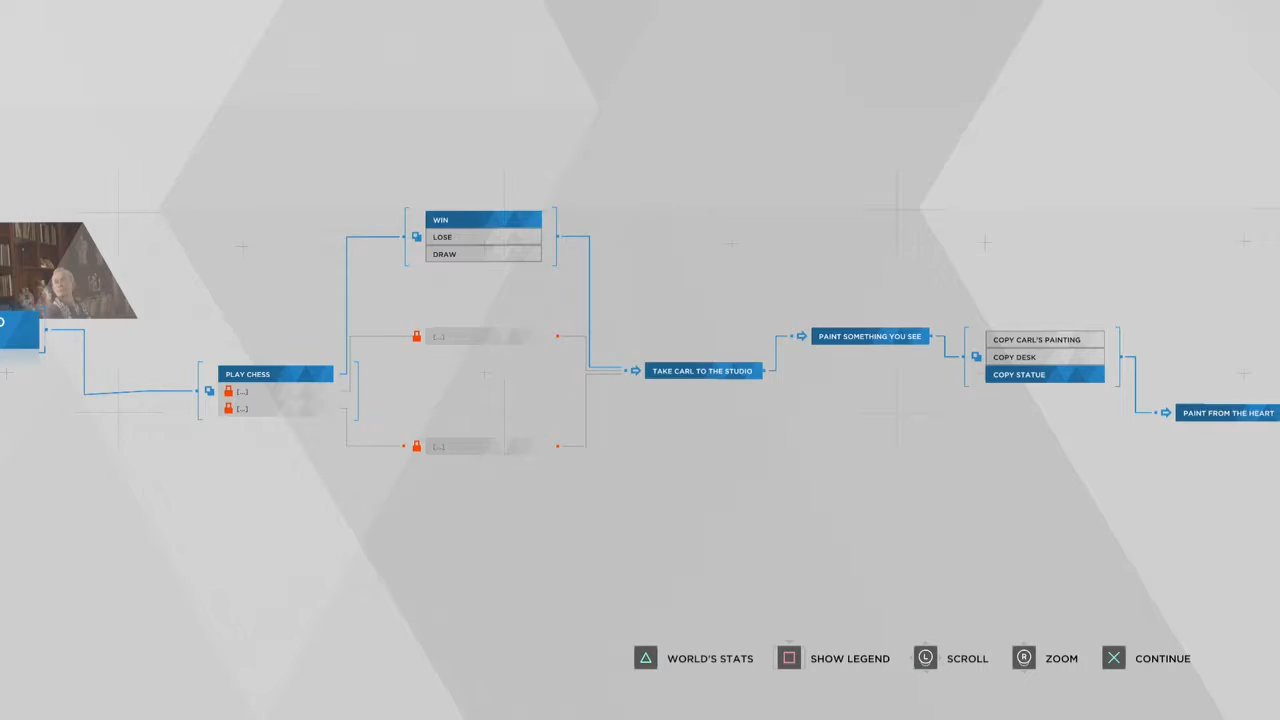 WIN
LOSE
DRAW
[...]
PLAY CHESS
[...]
[...]
[...]
TAKE CARL TO THE STUDIO
PAINT SOMETHING YOU SEE
COPY CARL'S PAINTING
COPY DESK
COPY STATUE
PAINT FROM THE HEART
WORLD'S STATS
SHOW LEGEND
L
SCROLL
R
ZOOM
CONTINUE